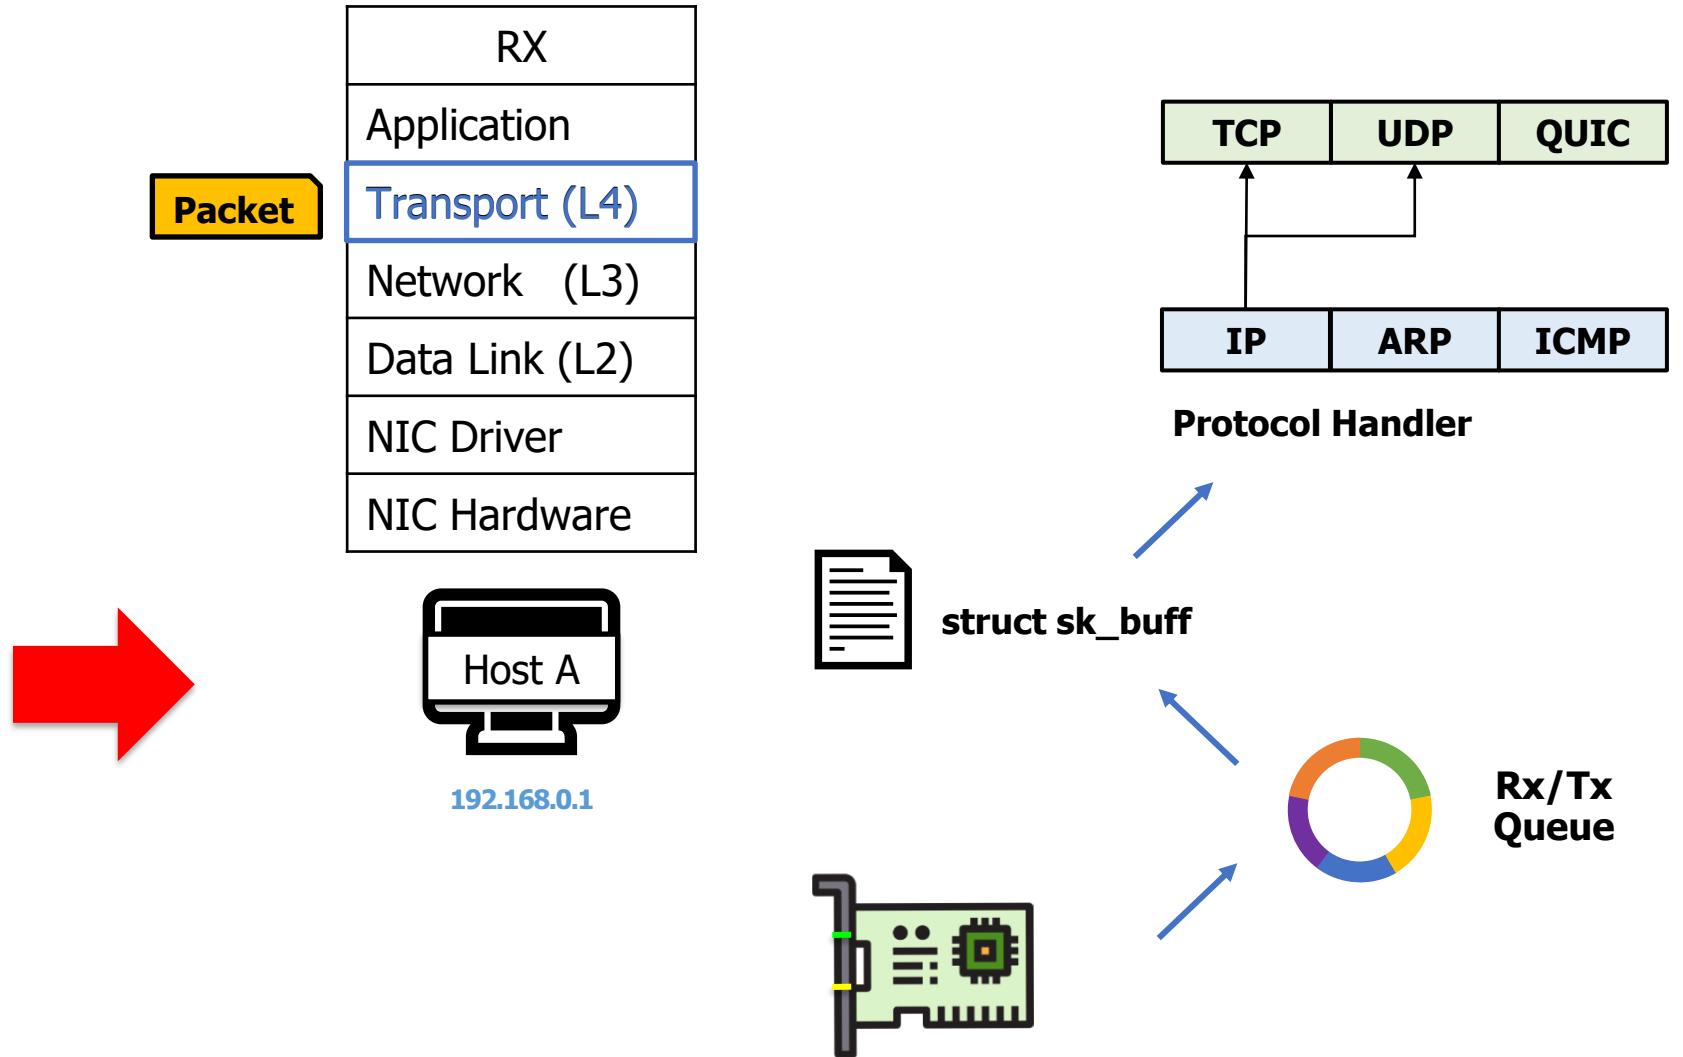 RX
Application
Packet
Transport (L4)
Network (L3)
Data Link (L2)
NIC Driver
NIC Hardware
Host A
192.168.0.1
TCP UDP QUIC
IP ARP ICMP
Protocol Handler
struct sk_buff
Rx/Tx
Queue